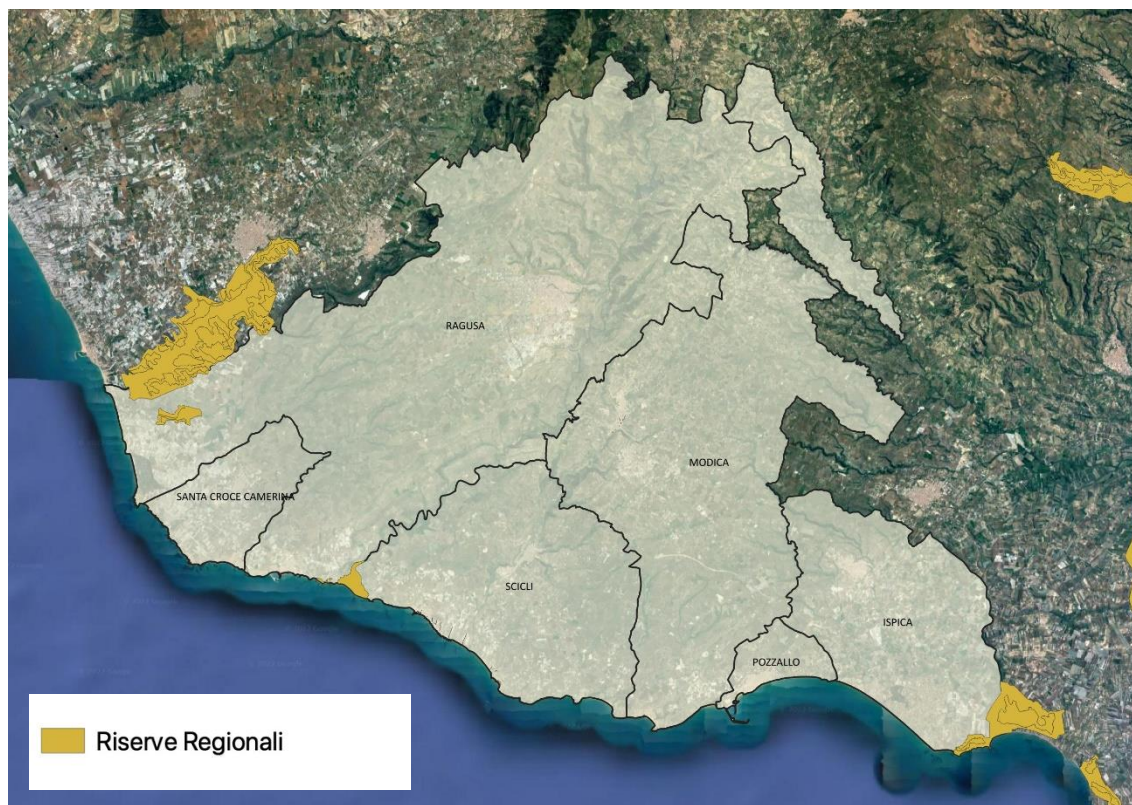 RAGUSA
MODICA
SANTA CROCE CAMERINA
SCICLI
ISPICA
POZZALLO
Riserve Regionali